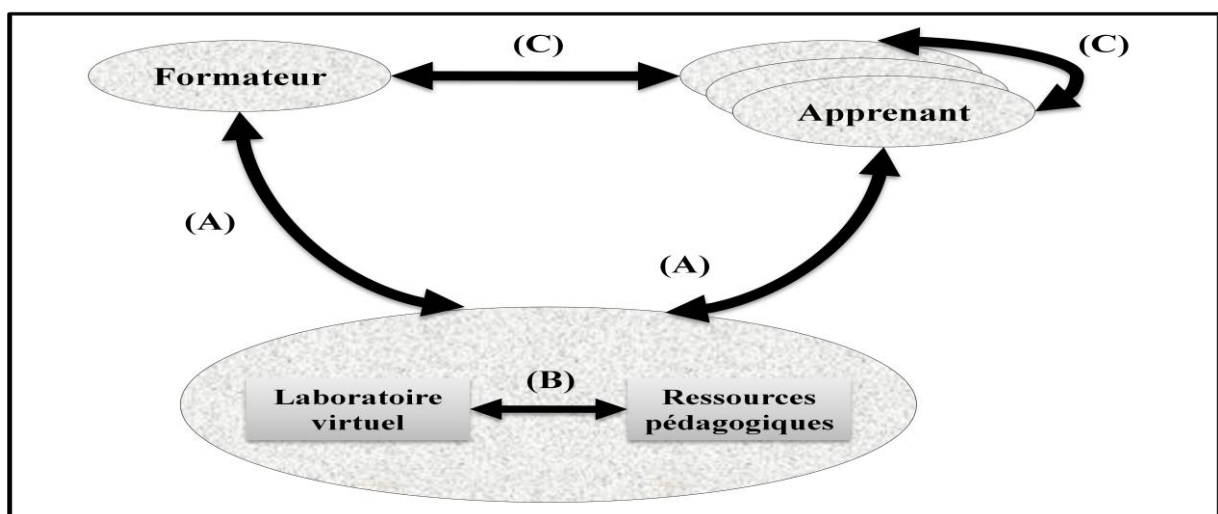 (C)
(C)
Formateur
Apprenant
(A)
(A)
(B)
Laboratoire
virtuel
Ressources
pédagogiques